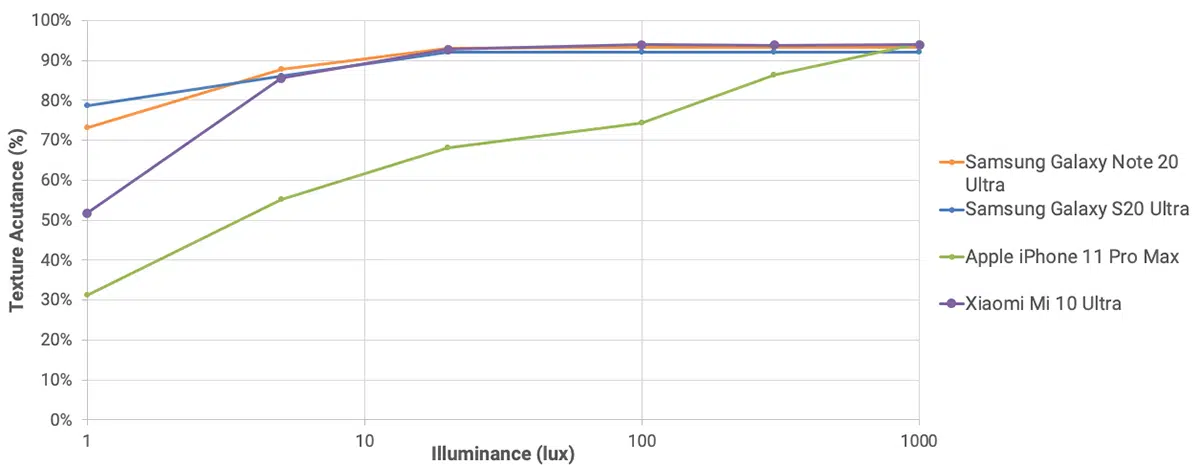 100%
90%
80%
70%
60%
50%
40%
30%
20%
10%
0%
Texture Acutance (%)
1
10
100
1000
Illuminance (lux)
Samsung Galaxy Note 20
Ultra
Samsung Galaxy S20 Ultra
Apple iPhone 11 Pro Max
Xiaomi Mi 10 Ultra